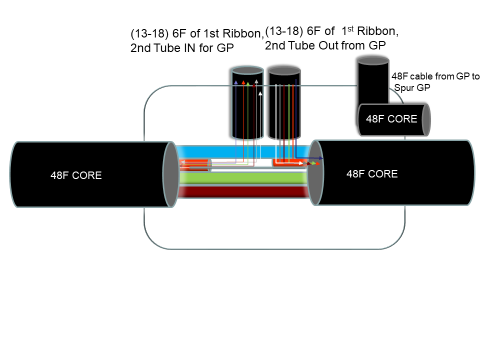 (13-18) 6F of 1st Ribbon,
2nd Tube IN for GP
(13-18) 6F of 1st Ribbon,
2nd Tube Out from GP
48F cable from GP to
Spur GP
48F CORE
48F CORE
48F CORE